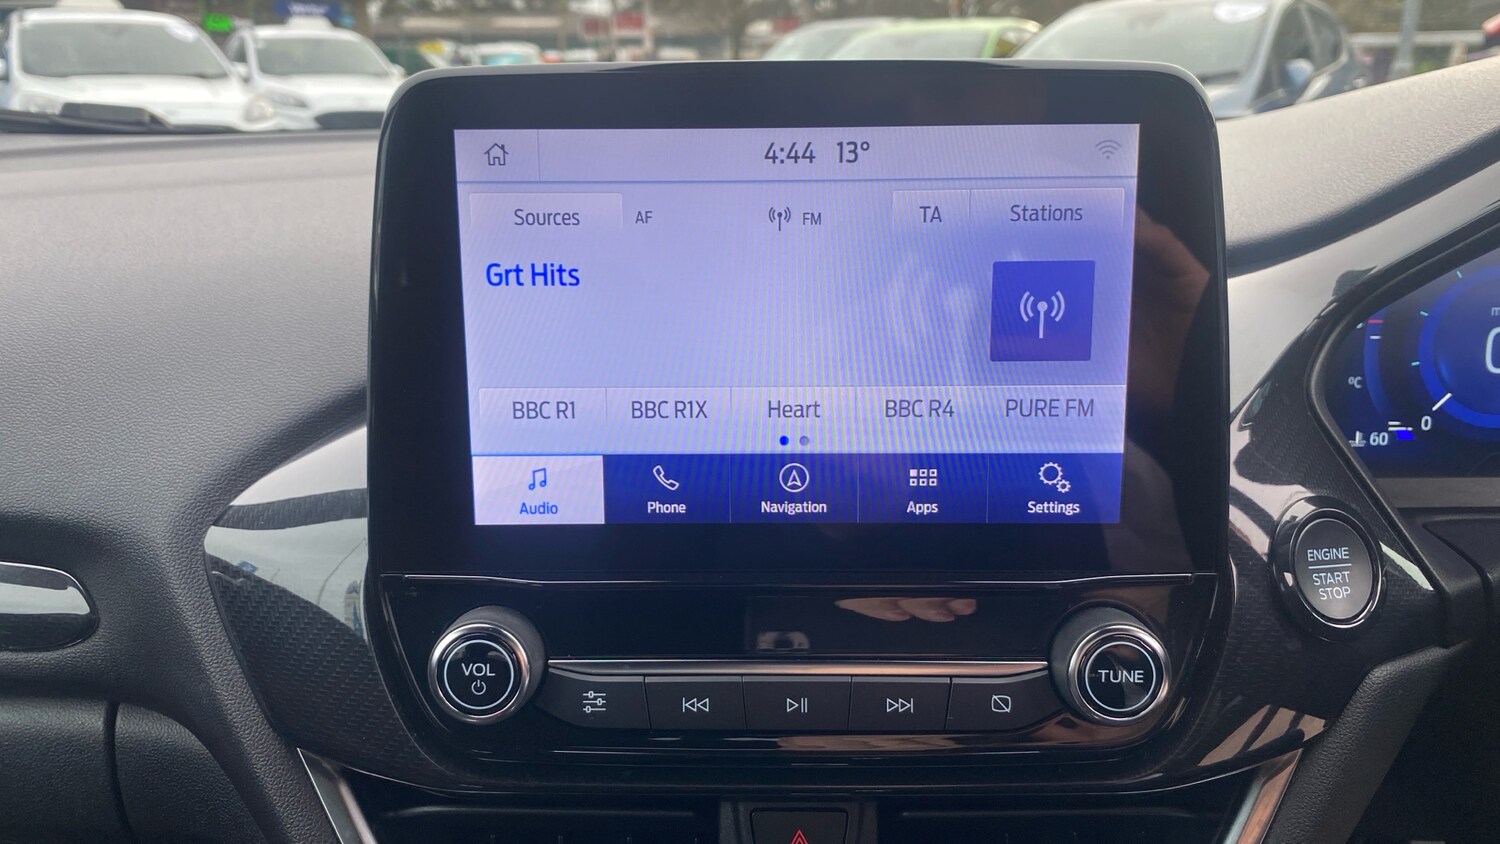 4:44 13°
Sources AF FM TA Stations
Grt Hits
BBC R1 BBC R1X Heart BBC R4 PURE FM
Audio Phone Navigation Apps Settings
VOL
TUNE
ENGINE
START
STOP
°C
60
0